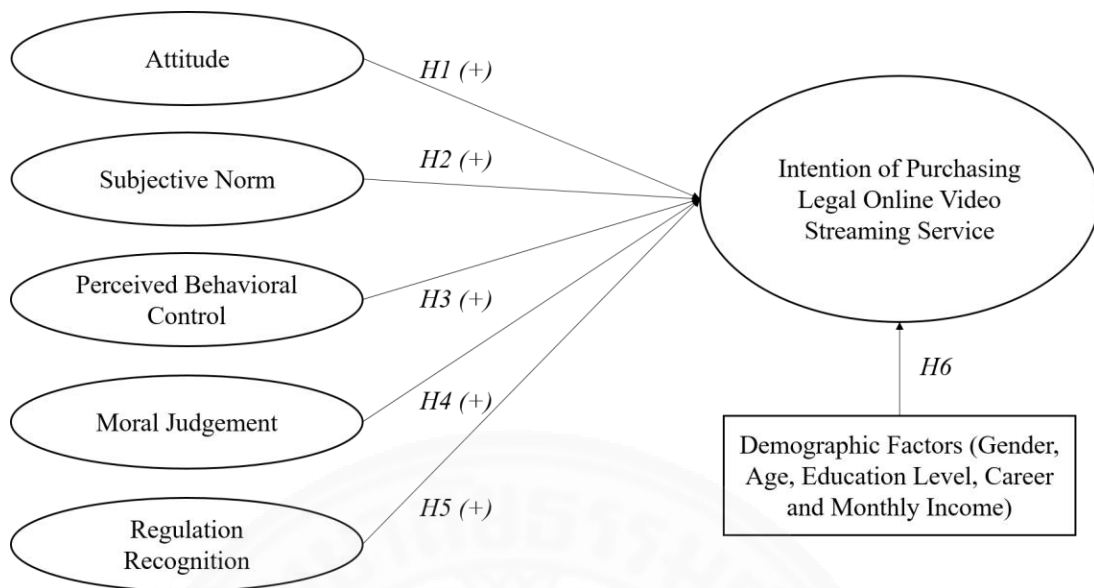 Attitude
H1 (+)
Subjective Norm
H2 (+)
Intention of Purchasing
Legal Online Video
Streaming Service
Perceived Behavioral
Control
H3 (+)
Moral Judgement
H4 (+)
H6
Demographic Factors (Gender,
Age, Education Level, Career
and Monthly Income)
Regulation
Recognition
H5 (+)